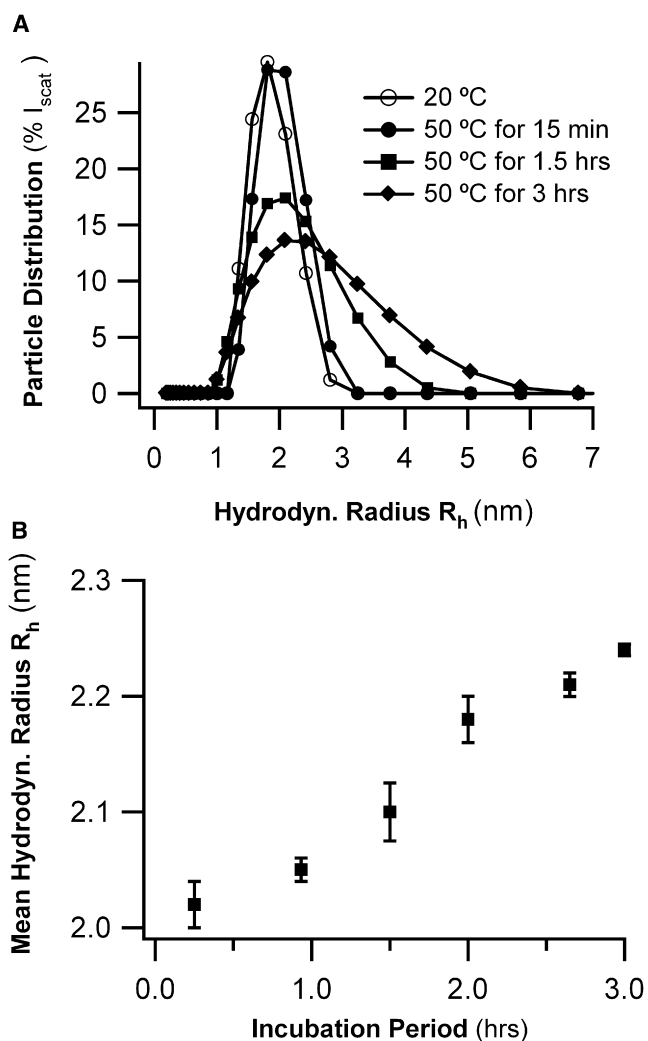 A
Particle Distribution (% Iscat)
25
20
15
10
5
0
20 ºC
50 ºC for 15 min
50 ºC for 1.5 hrs
50 ºC for 3 hrs
0 1 2 3 4 5 6 7
Hydrodyn. Radius Rh (nm)
B
Mean Hydrodyn. Radius Rh (nm)
2.3
2.2
2.1
2.0
0.0 1.0 2.0 3.0
Incubation Period (hrs)